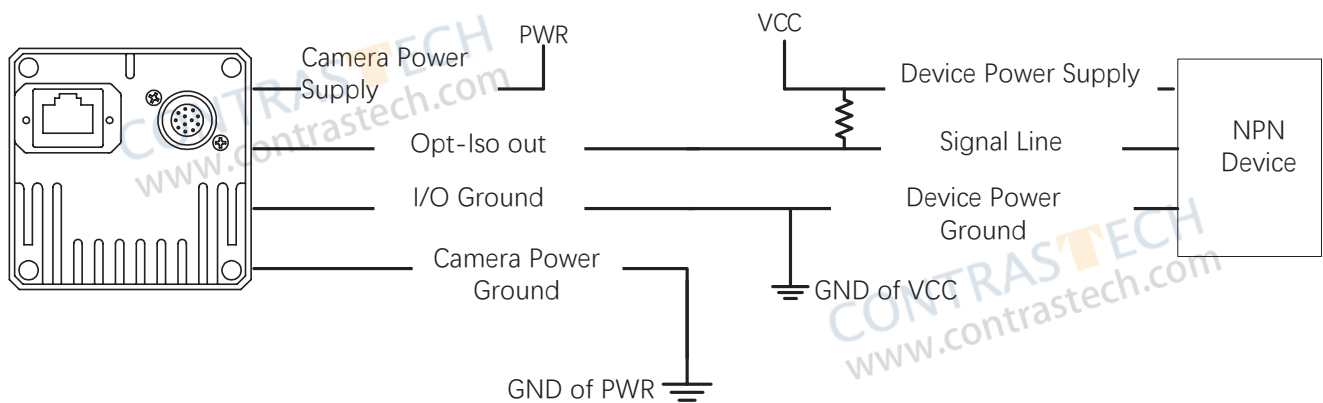 PWR
VCC
Camera Power
Supply
Device Power Supply
Opt-Iso out
Signal Line
NPN
Device
I/O Ground
Device Power
Ground
Camera Power
Ground
GND of VCC
GND of PWR
CONTRASTECH
www.contrastech.com
CONTRASTECH
www.contrastech.com